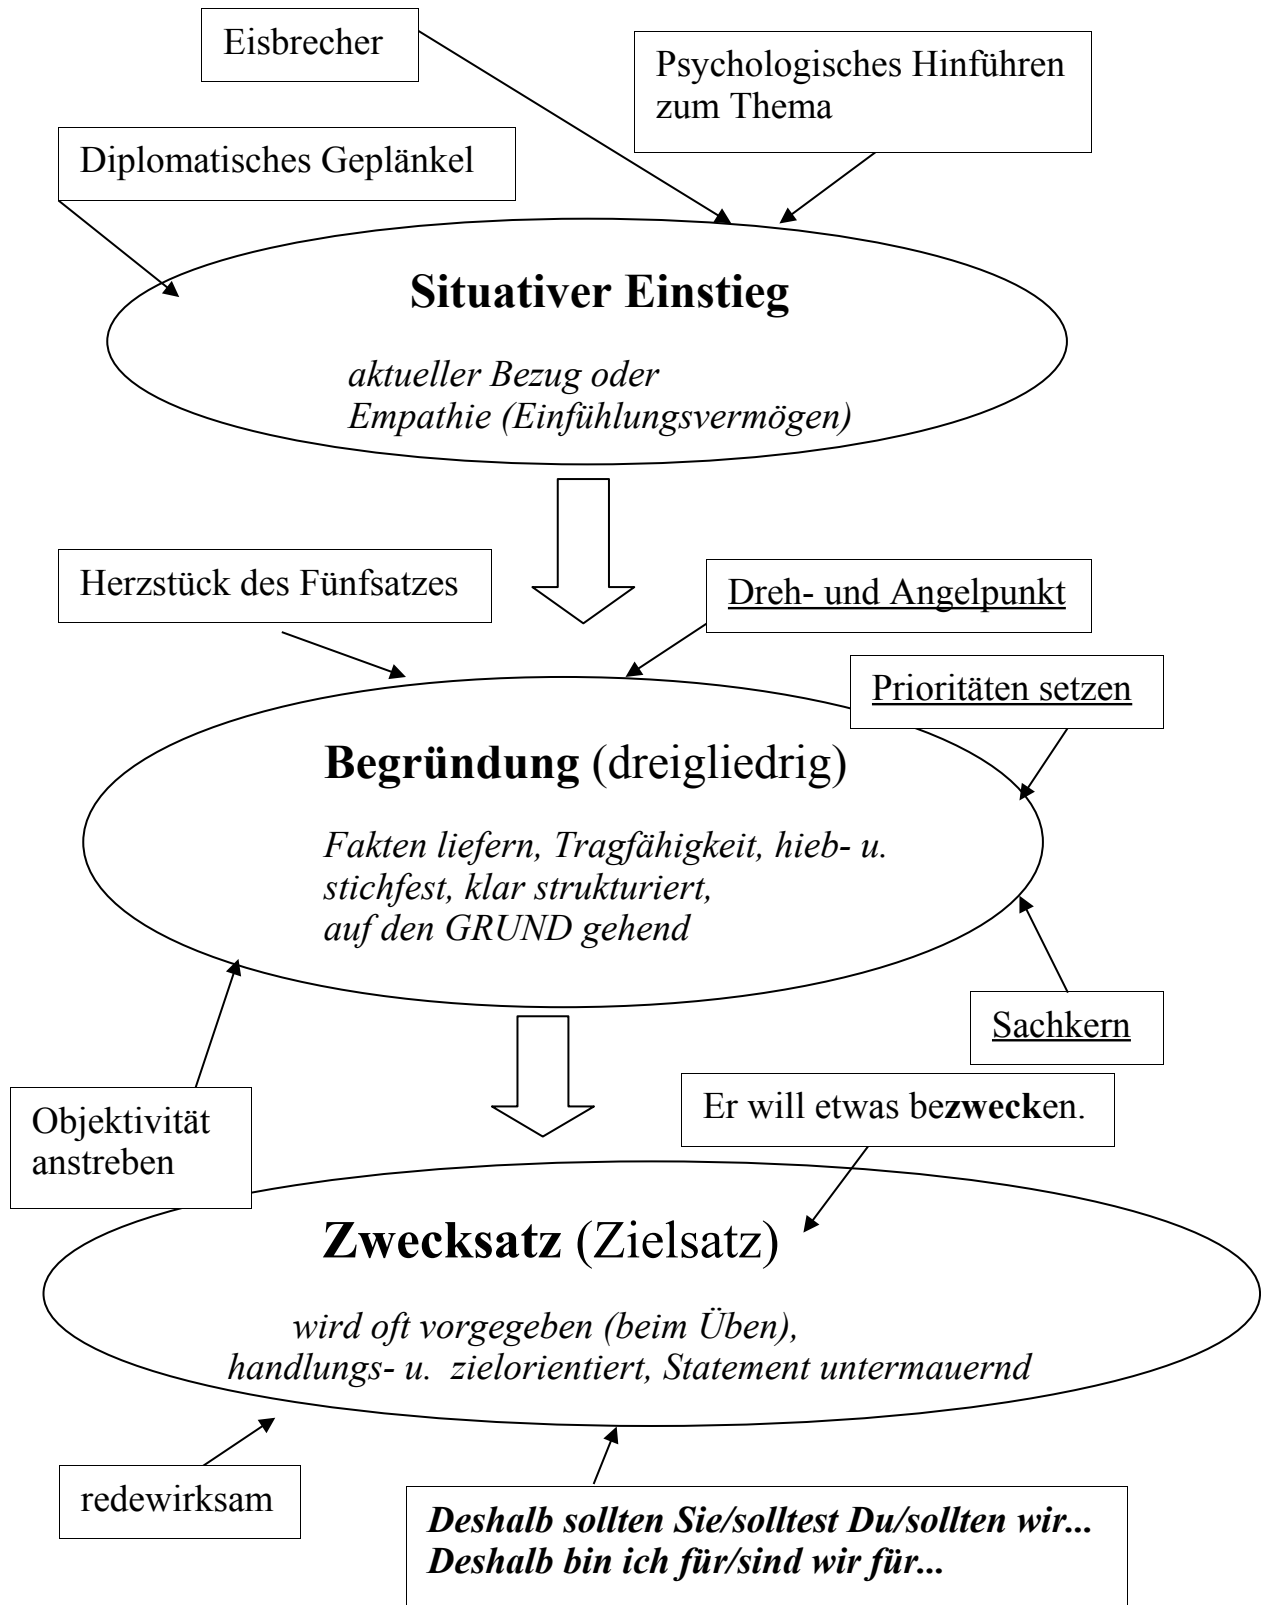 Eisbrecher
Psychologisches Hinführen
zum Thema
Diplomatisches Geplänkel
Situativer Einstieg
aktueller Bezug oder
Empathie (Einfühlungsvermögen)
Herzstück des Fünfsatzes
Dreh- und Angelpunkt
Prioritäten setzen
Begründung (dreigliedrig)
Fakten liefern, Tragfähigkeit, hieb- u.
stichfest, klar strukturiert,
auf den GRUND gehend
Sachkern
Objektivität
anstreben
Er will etwas bezwecken.
Zwecksatz (Zielsatz)
wird oft vorgegeben (beim Üben),
handlungs- u. zielorientiert, Statement untermauernd
redewirksam
Deshalb sollten Sie/solltest Du/sollten wir...
Deshalb bin ich für/sind wir für...